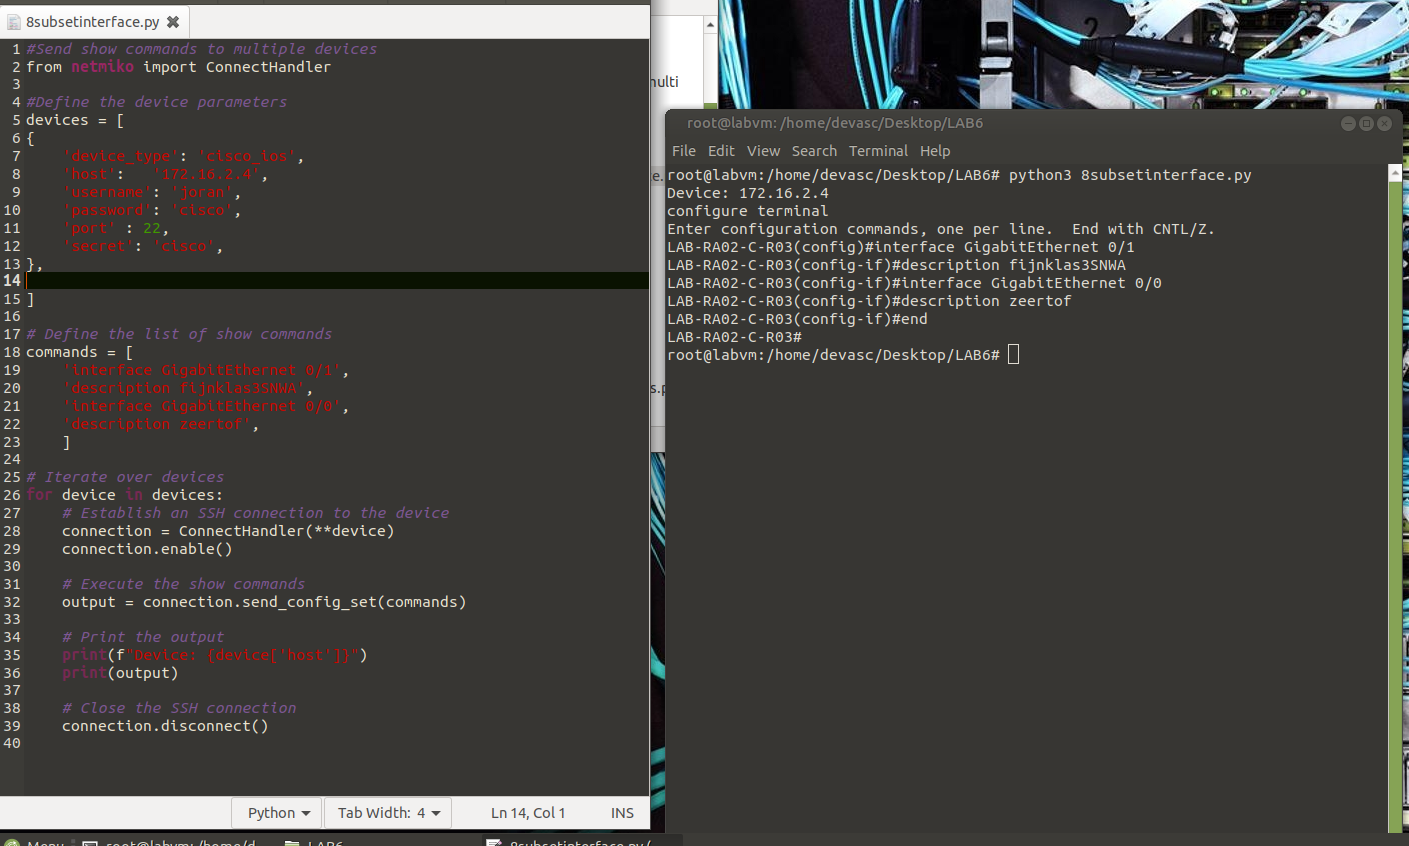 8subsetinterface.py
1 #Send show commands to multiple devices
2 from netmiko import ConnectHandler
3
4 #Define the device parameters
5 devices = [
6 {
7     'device_type': 'cisco_ios',
8     'host':   '172.16.2.4',
9     'username': 'joran',
10     'password': 'cisco',
11     'port' : 22,
12     'secret': 'cisco',
13 },
14
15 ]
16
17 # Define the list of show commands
18 commands = [
19     'interface GigabitEthernet 0/1',
20     'description fijnklas3SNWA',
21     'interface GigabitEthernet 0/0',
22     'description zeertof',
23     ]
24
25 # Iterate over devices
26 for device in devices:
27     # Establish an SSH connection to the device
28     connection = ConnectHandler(**device)
29     connection.enable()
30
31     # Execute the show commands
32     output = connection.send_config_set(commands)
33
34     # Print the output
35     print(f"Device: {device['host']}")
36     print(output)
37
38     # Close the SSH connection
39     connection.disconnect()
40
Python
Tab Width: 4
Ln 14, Col 1
INS
root@labvm: /home/devasc/Desktop/LAB6
File Edit View Search Terminal Help
root@labvm:/home/devasc/Desktop/LAB6# python3 8subsetinterface.py
Device: 172.16.2.4
configure terminal
Enter configuration commands, one per line.  End with CNTL/Z.
LAB-RA02-C-R03(config)#interface GigabitEthernet 0/1
LAB-RA02-C-R03(config-if)#description fijnklas3SNWA
LAB-RA02-C-R03(config-if)#interface GigabitEthernet 0/0
LAB-RA02-C-R03(config-if)#description zeertof
LAB-RA02-C-R03(config-if)#end
LAB-RA02-C-R03#
root@labvm:/home/devasc/Desktop/LAB6#
Menu
root@labvm: /home/d
LAB6
8subsetinterface.py (